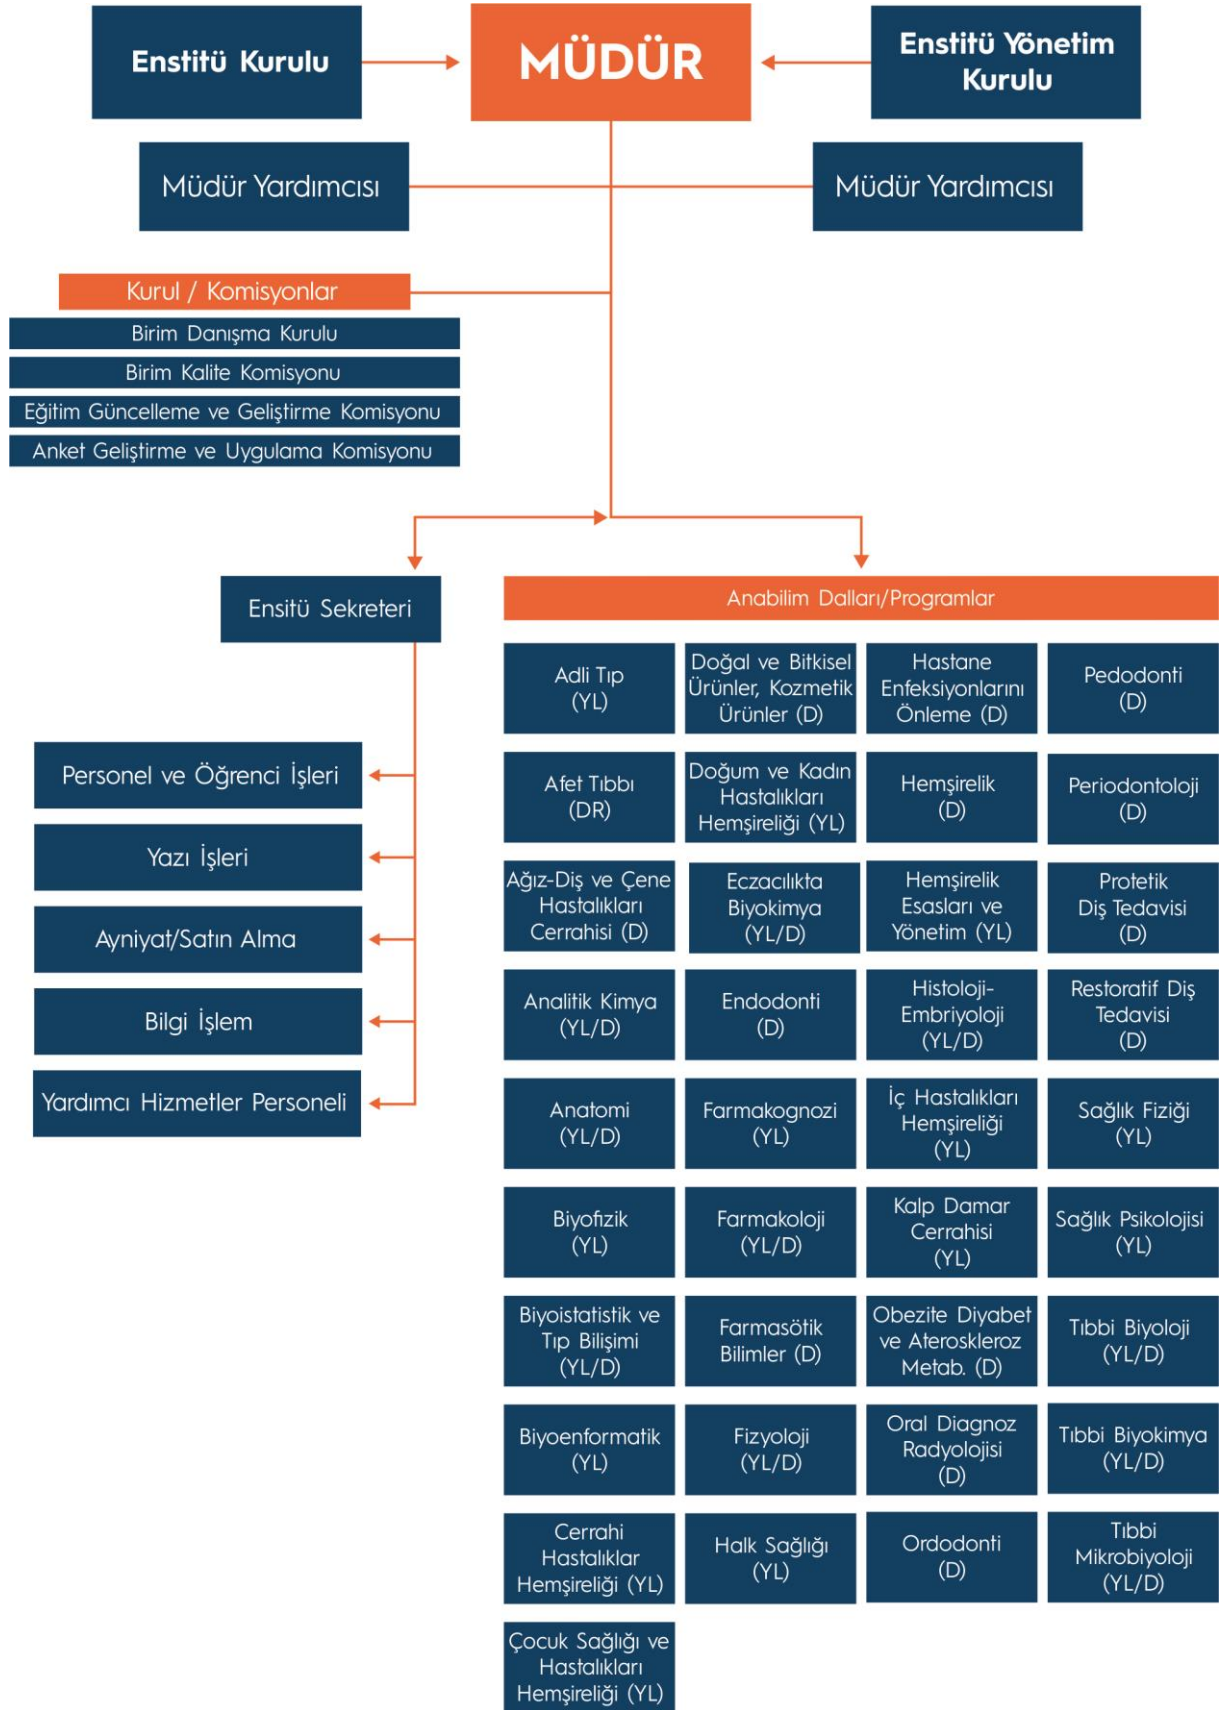 Enstitü Kurulu
MÜDÜR
Enstitü Yönetim
Kurulu
Müdür Yardımcısı
Müdür Yardımcısı
Kurul / Komisyonlar
Birim Danışma Kurulu
Birim Kalite Komisyonu
Eğitim Güncelleme ve Geliştirme Komisyonu
Anket Geliştirme ve Uygulama Komisyonu
Ensitü Sekreteri
Personel ve Öğrenci İşleri
Yazı İşleri
Ayniyat/Satın Alma
Bilgi İşlem
Yardımcı Hizmetler Personeli
Anabilim Dalları/Programlar
Adli Tıp
(YL)
Doğal ve Bitkisel
Ürünler, Kozmetik
Ürünler (D)
Hastane
Enfeksiyonlarını
Önleme (D)
Pedodonti
(D)
Afet Tıbbı
(DR)
Doğum ve Kadın
Hastalıkları
Hemşireliği (YL)
Hemşirelik
(D)
Periodontoloji
(D)
Ağız-Diş ve Çene
Hastalıkları
Cerrahisi (D)
Eczacılıkta
Biyokimya
(YL/D)
Hemşirelik
Esasları ve
Yönetim (YL)
Protetik
Diş Tedavisi
(D)
Analitik Kimya
(YL/D)
Endodonti
(D)
Histoloji-
Embriyoloji
(YL/D)
Restoratif Diş
Tedavisi
(D)
Anatomi
(YL/D)
Farmakognozi
(YL)
İç Hastalıkları
Hemşireliği
(YL)
Sağlık Fiziği
(YL)
Biyofizik
(YL)
Farmakoloji
(YL/D)
Kalp Damar
Cerrahisi
(YL)
Sağlık Psikolojisi
(YL)
Biyoistatistik ve
Tıp Bilişimi
(YL/D)
Farmasötik
Bilimler (D)
Obezite Diyabet
ve Ateroskleroz
Metab. (D)
Tıbbi Biyoloji
(YL/D)
Biyoenformatik
(YL)
Fizyoloji
(YL/D)
Oral Diagnoz
Radyolojisi
(D)
Tıbbi Biyokimya
(YL/D)
Cerrahi
Hastalıklar
Hemşireliği (YL)
Halk Sağlığı
(YL)
Ordodonti
(D)
Tıbbi
Mikrobiyoloji
(YL/D)
Çocuk Sağlığı ve
Hastalıkları
Hemşireliği (YL)